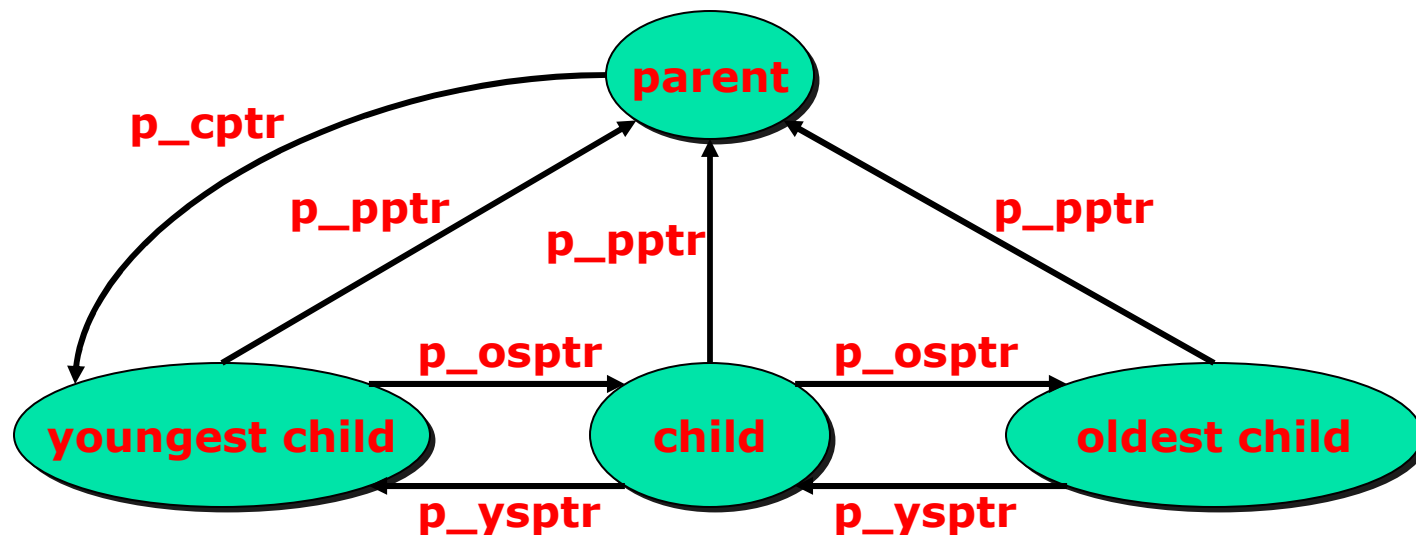 parent
p_cptr
p_pptr
p_pptr
p_pptr
p_osptr
p_osptr
youngest child
child
oldest child
p_ysptr
p_ysptr